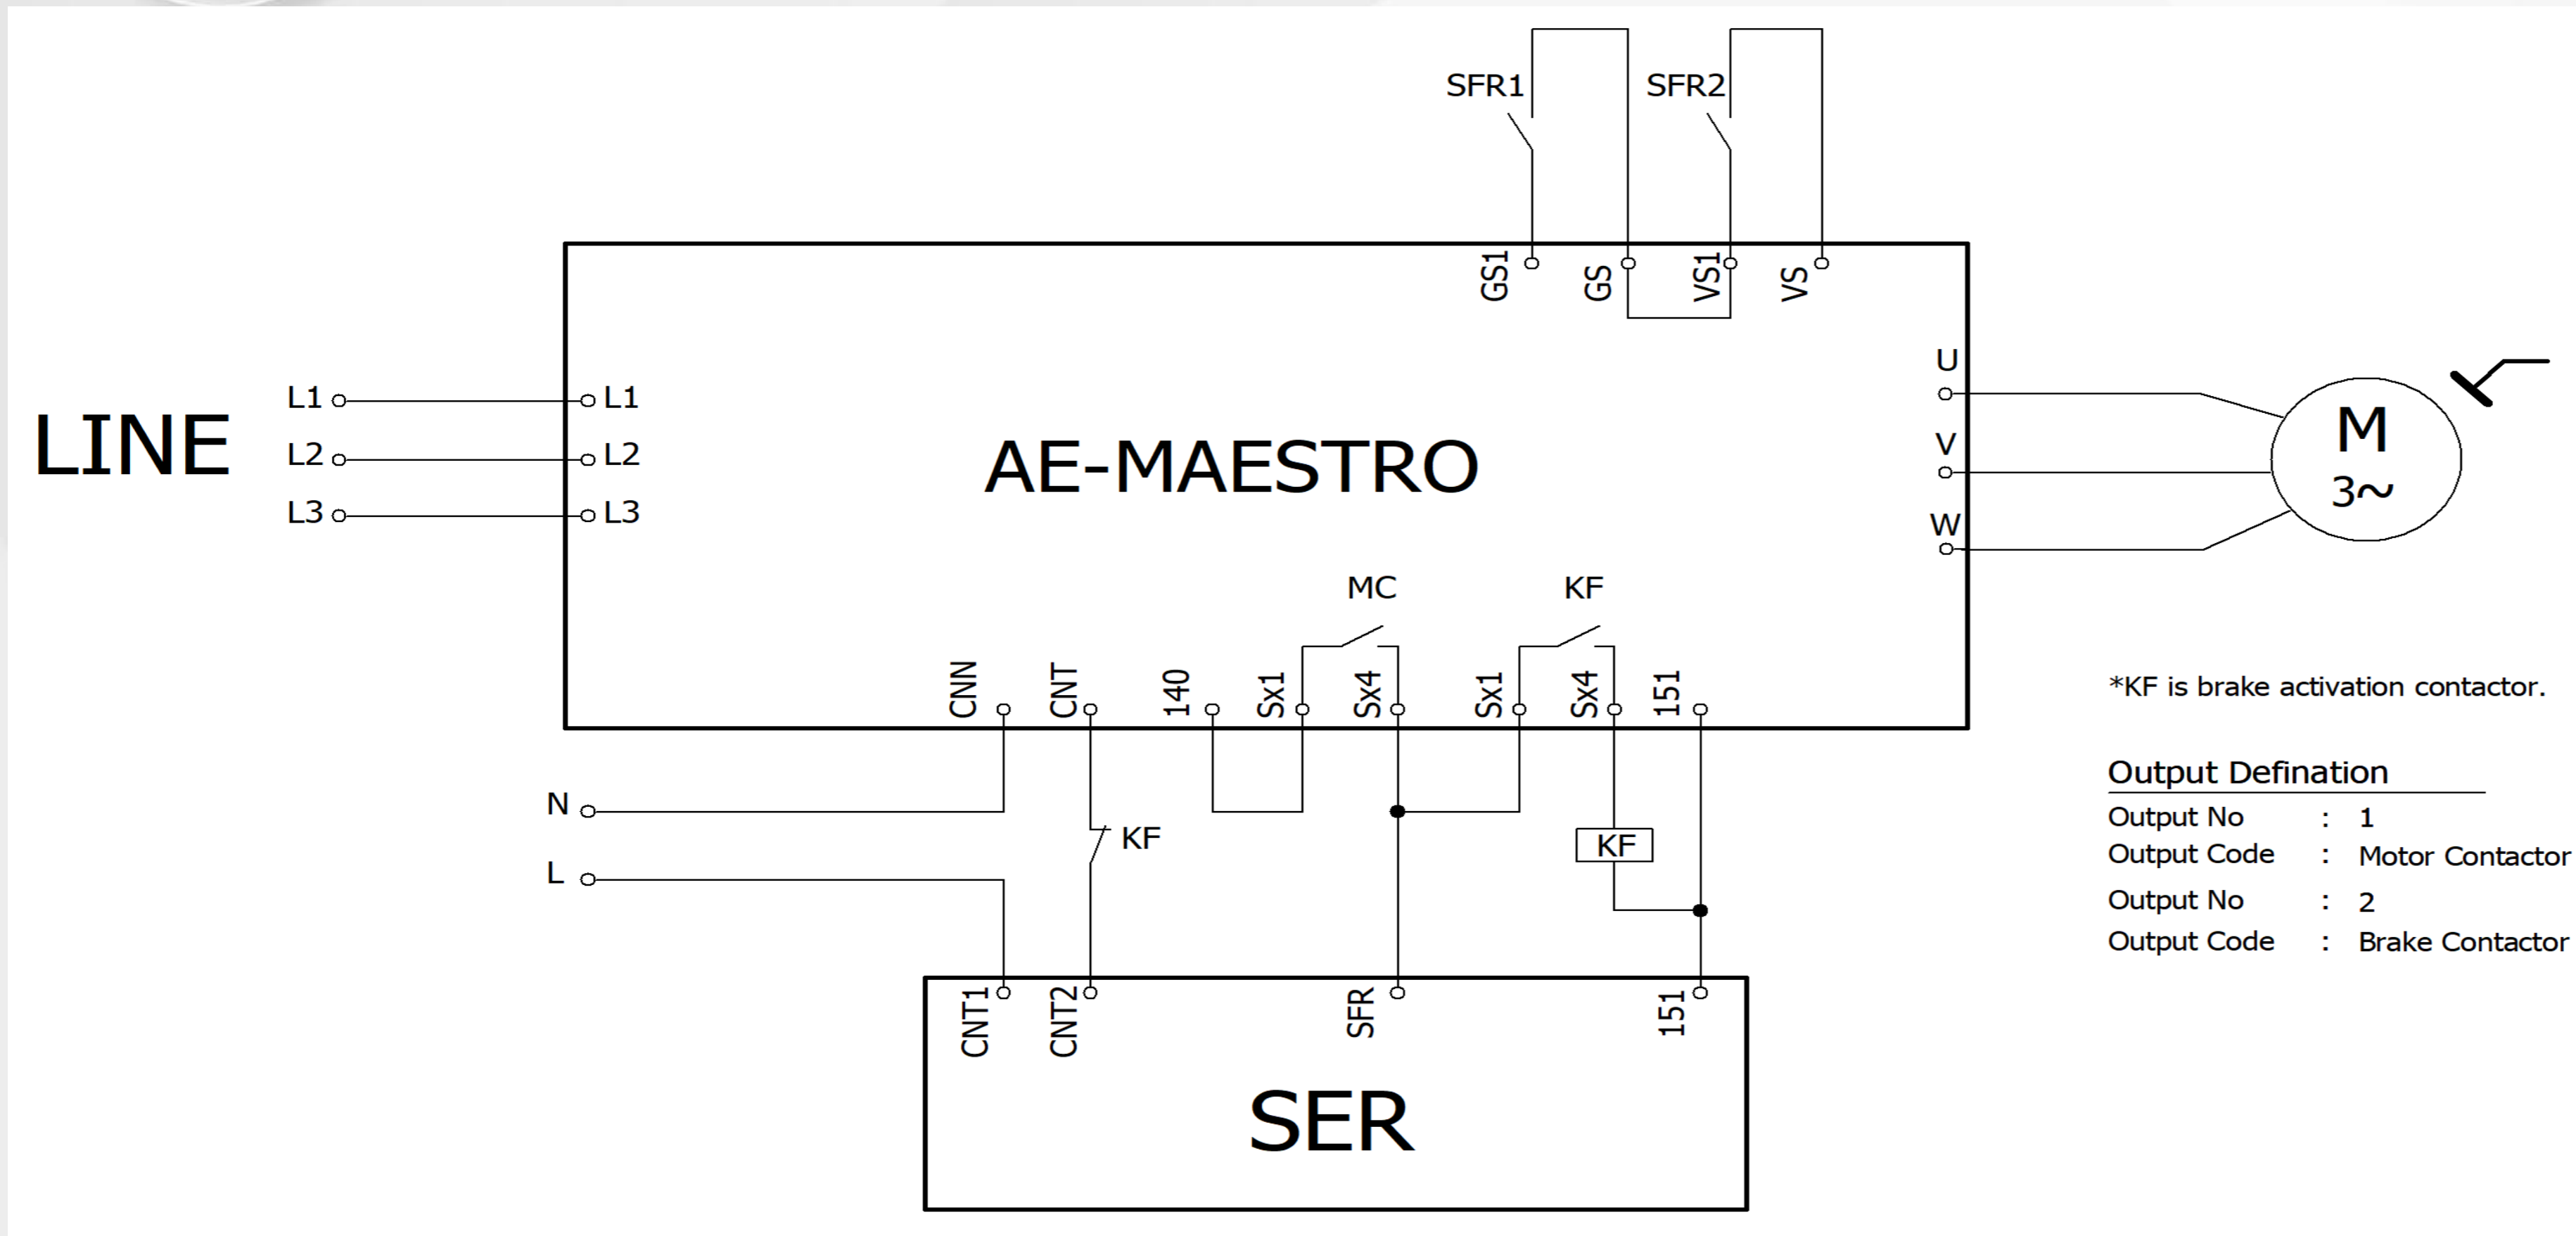 SFR1 SFR2
GS1 GS VS1 VS
LINE
L1 L1
L2 L2
L3 L3
AE-MAESTRO
U
V
W
M
3~
MC KF
CNN CNT 140 Sx1 Sx4 Sx1 Sx4 151
*KF is brake activation contactor.
N
L
KF
KF
Output Defination
Output No : 1
Output Code : Motor Contactor
Output No : 2
Output Code : Brake Contactor
CNT1 CNT2 SFR 151
SER